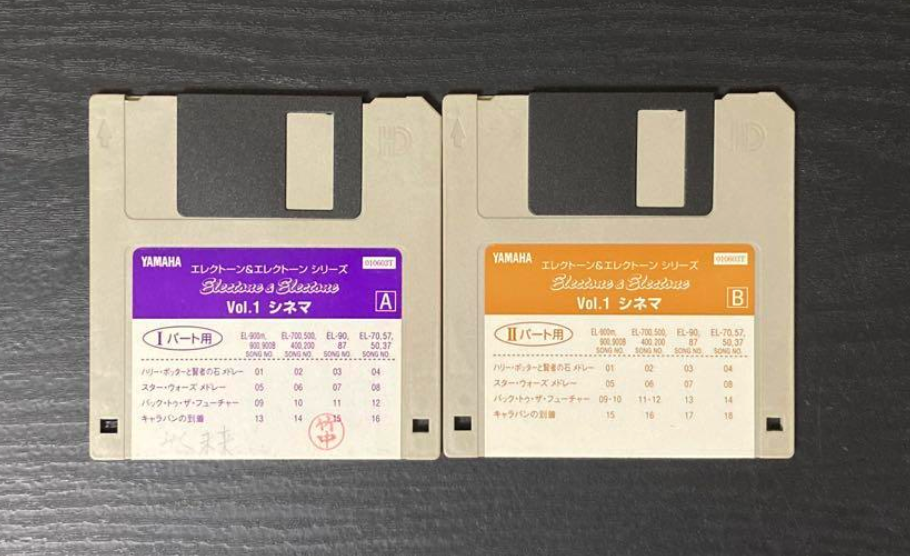 HD
YAMAHA
エレクトーン&エレクトーン シリーズ
010603T
Electone & Electone
Vol.1 シネマ
A
Iパート用
EL-900m, 900,900B SONG NO.
EL-700,500, 400,200 SONG NO.
EL-90, 87 SONG NO.
EL-70,57, 50,37 SONG NO.
ハリー・ポッターと賢者の石 メドレー 01 02 03 04
スター・ウォーズ メドレー 05 06 07 08
バック・トゥ・ザ・フューチャー 09 10 11 12
キャラバンの到着 13 14 15 16
竹中
HD
YAMAHA
エレクトーン&エレクトーン シリーズ
010603T
Electone & Electone
Vol.1 シネマ
B
IIパート用
EL-900m, 900,900B SONG NO.
EL-700,500, 400,200 SONG NO.
EL-90, 87 SONG NO.
EL-70,57, 50,37 SONG NO.
ハリー・ポッターと賢者の石 メドレー 01 02 03 04
スター・ウォーズ メドレー 05 06 07 08
バック・トゥ・ザ・フューチャー 09-10 11-12 13 14
キャラバンの到着 15 16 17 18